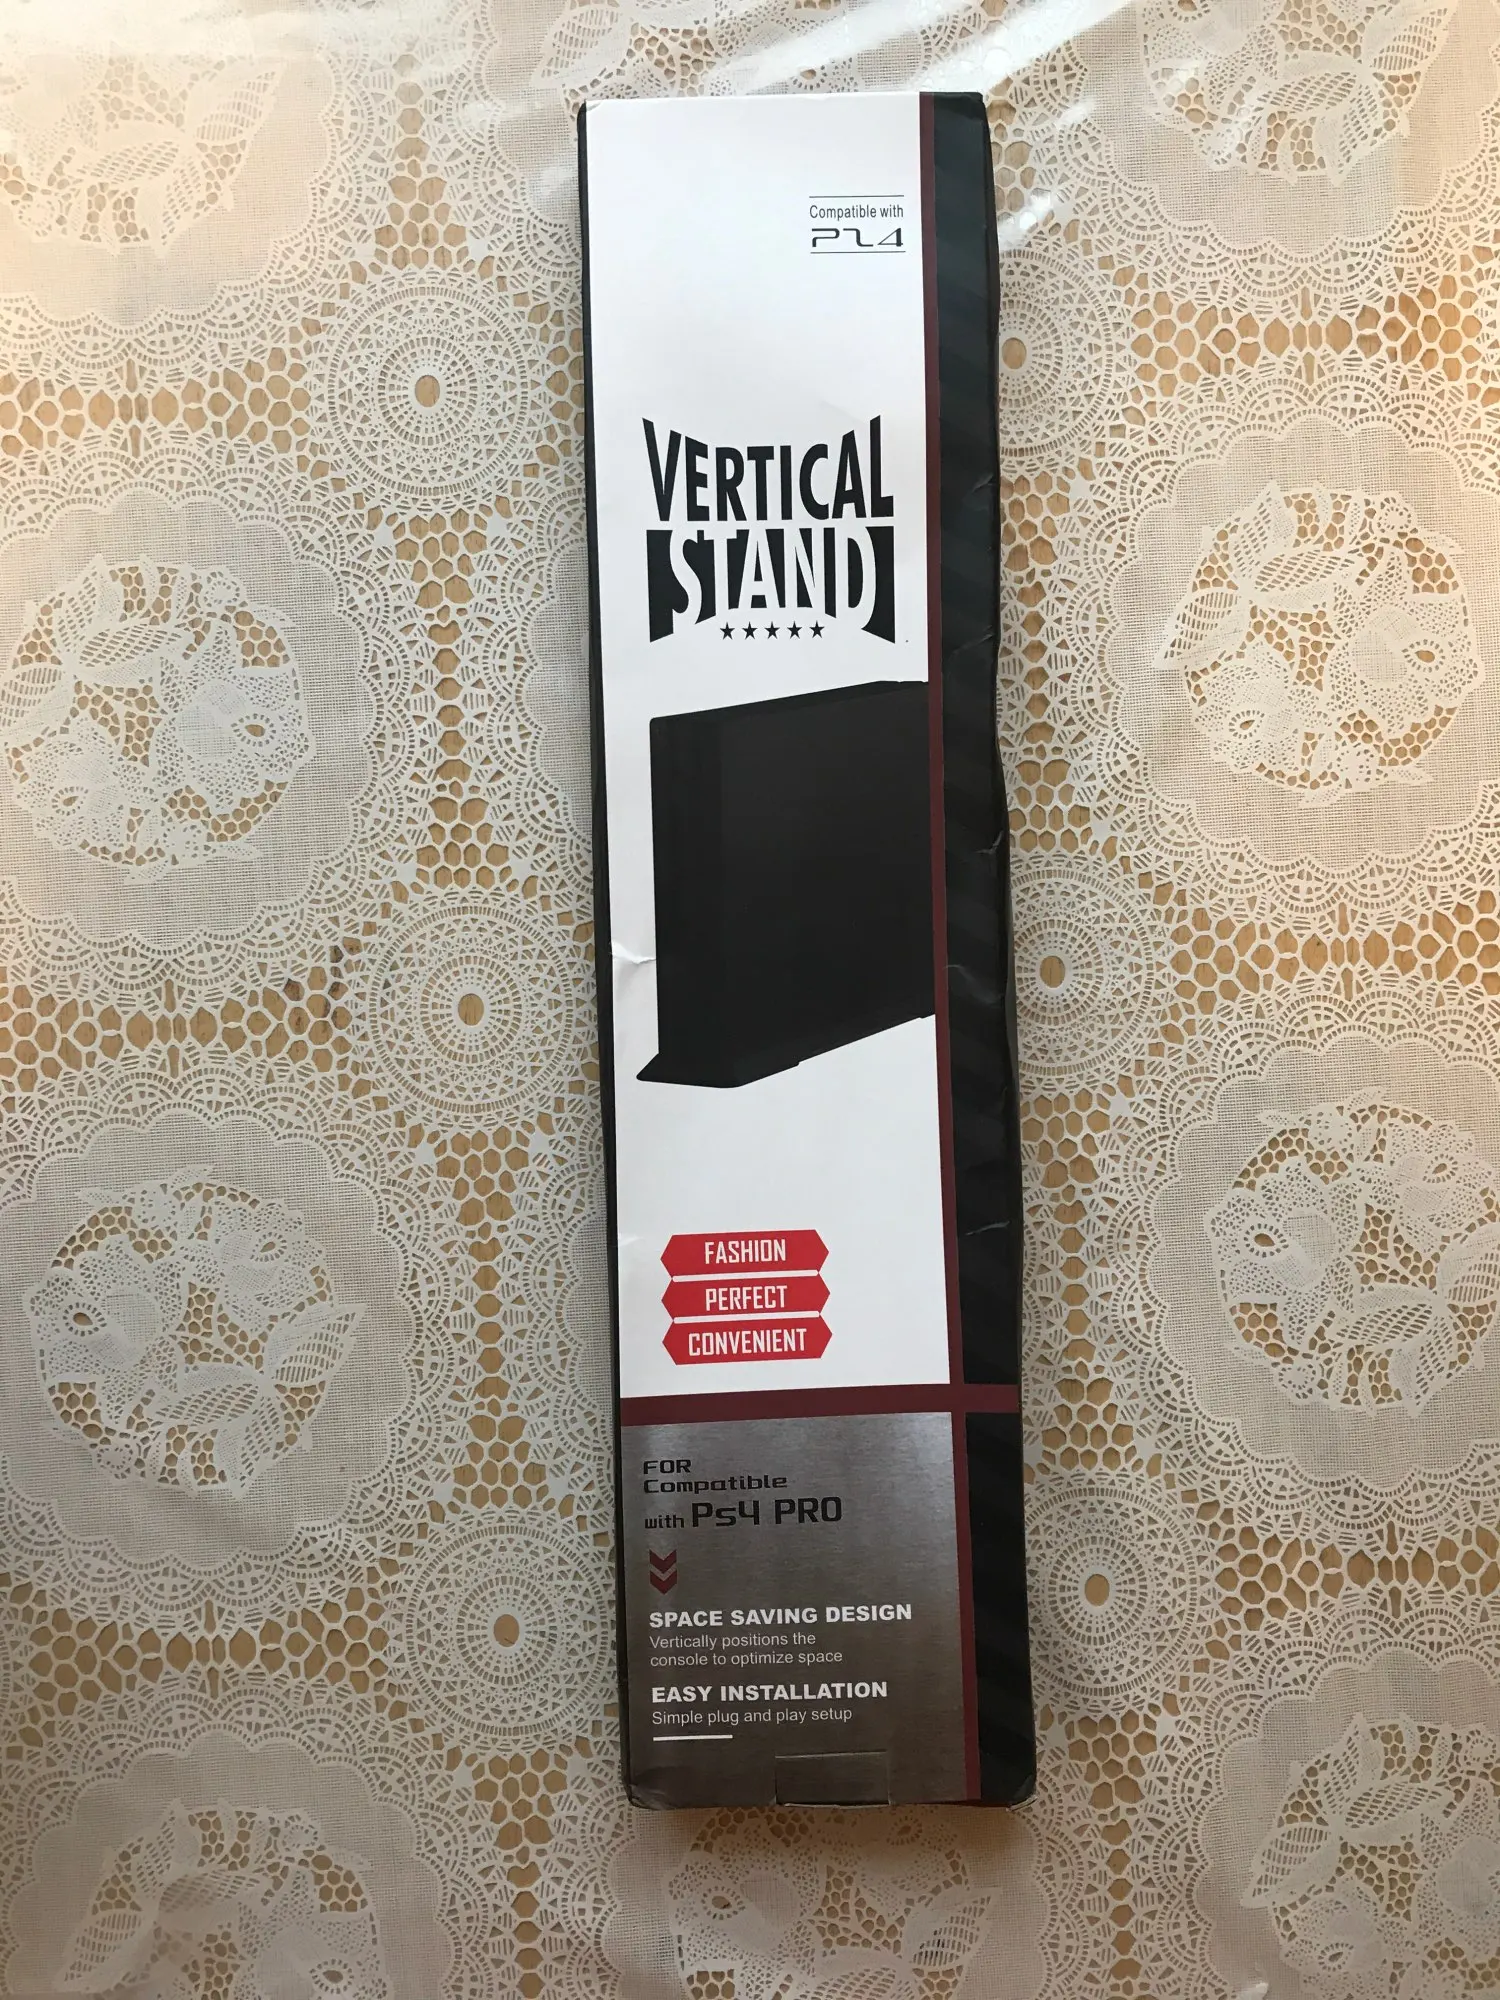 Compatible with
PS4
VERTICAL
STAND
★★★★★
FASHION
PERFECT
CONVENIENT
FOR
Compatible
with Ps4 PRO
SPACE SAVING DESIGN
Vertically positions the
console to optimize space
EASY INSTALLATION
Simple plug and play setup